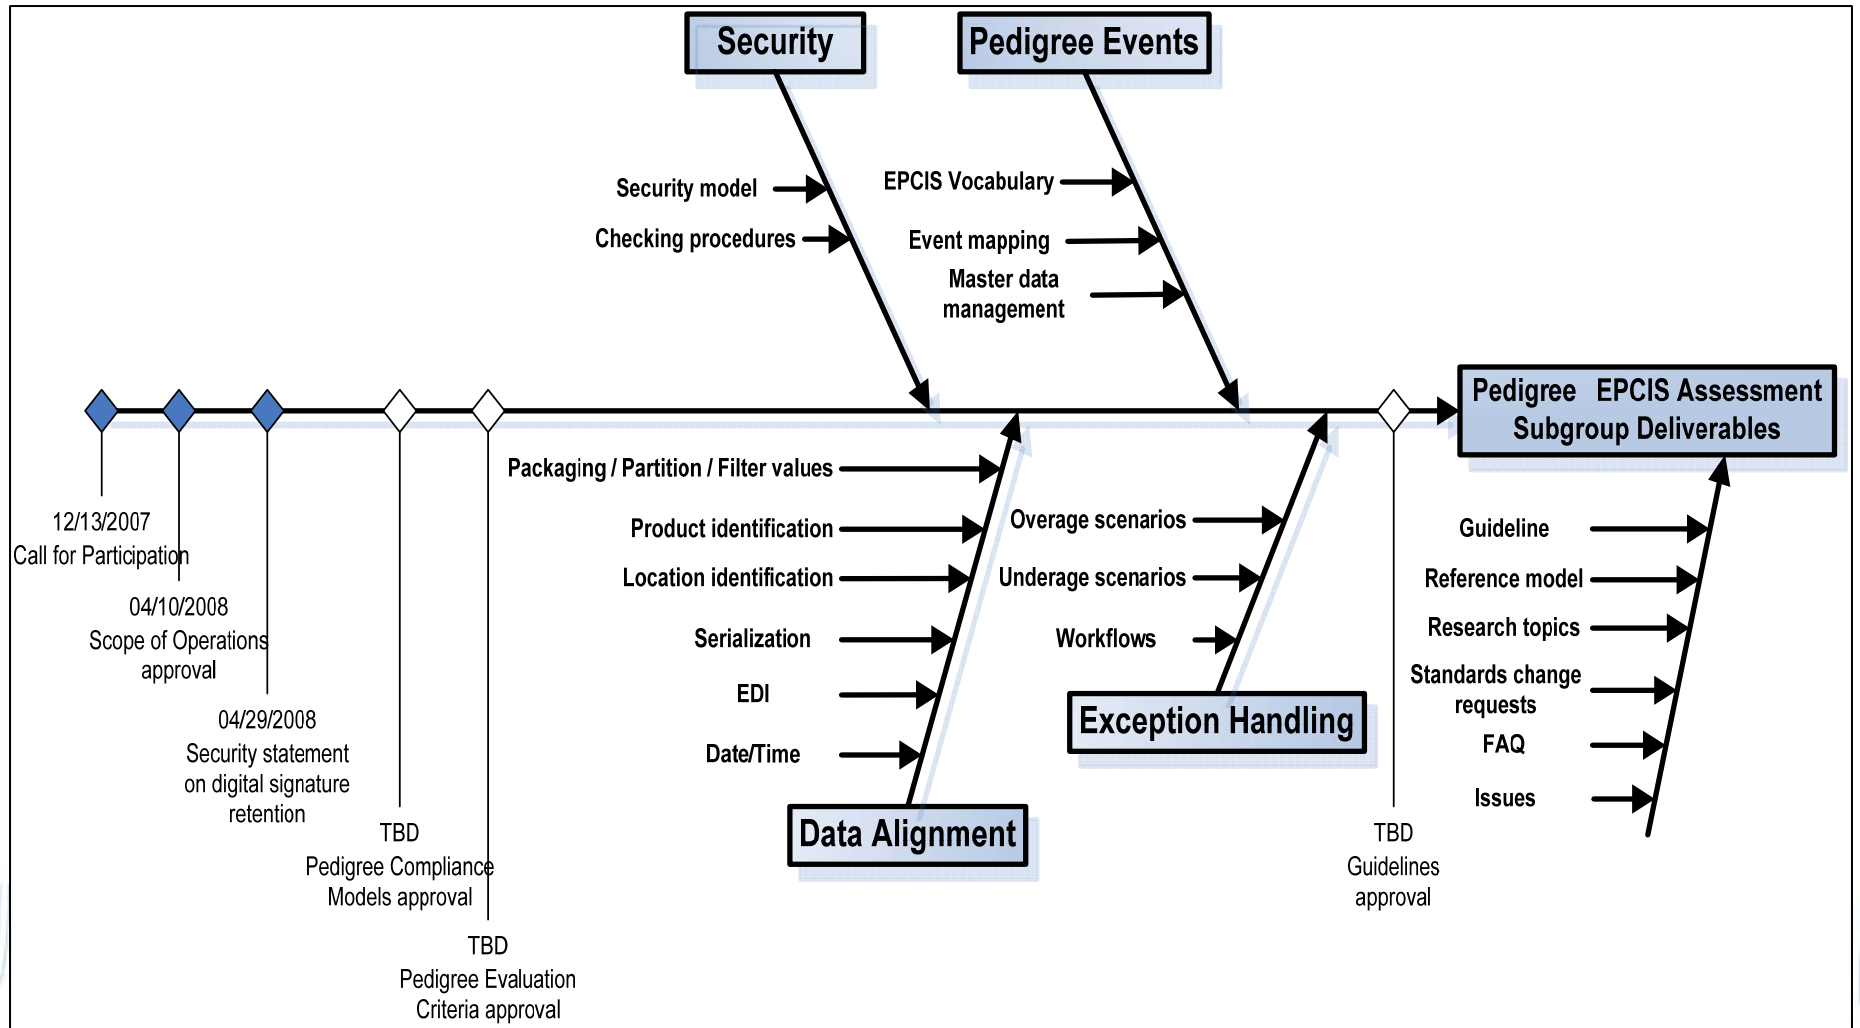 Security
Pedigree Events
Security model
Checking procedures
EPCIS Vocabulary
Event mapping
Master data
management
Pedigree EPCIS Assessment
Subgroup Deliverables
12/13/2007
Call for Participation
04/10/2008
Scope of Operations
approval
04/29/2008
Security statement
on digital signature
retention
TBD
Pedigree Compliance
Models approval
TBD
Pedigree Evaluation
Criteria approval
Packaging / Partition / Filter values
Product identification
Location identification
Serialization
EDI
Date/Time
Data Alignment
Overage scenarios
Underage scenarios
Workflows
Exception Handling
TBD
Guidelines
approval
Guideline
Reference model
Research topics
Standards change
requests
FAQ
Issues